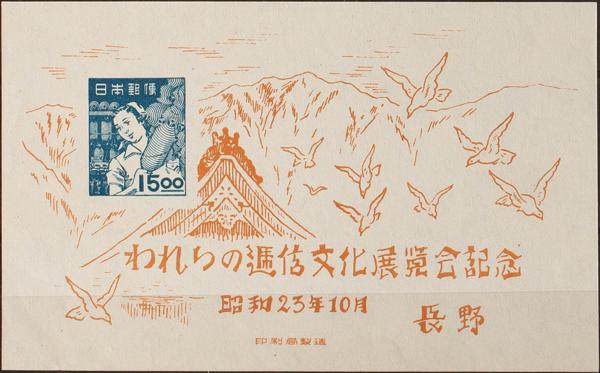 日本郵便
15.00
われらの逓信文化展覧会記念
昭和23年10月
長野
印刷局製造